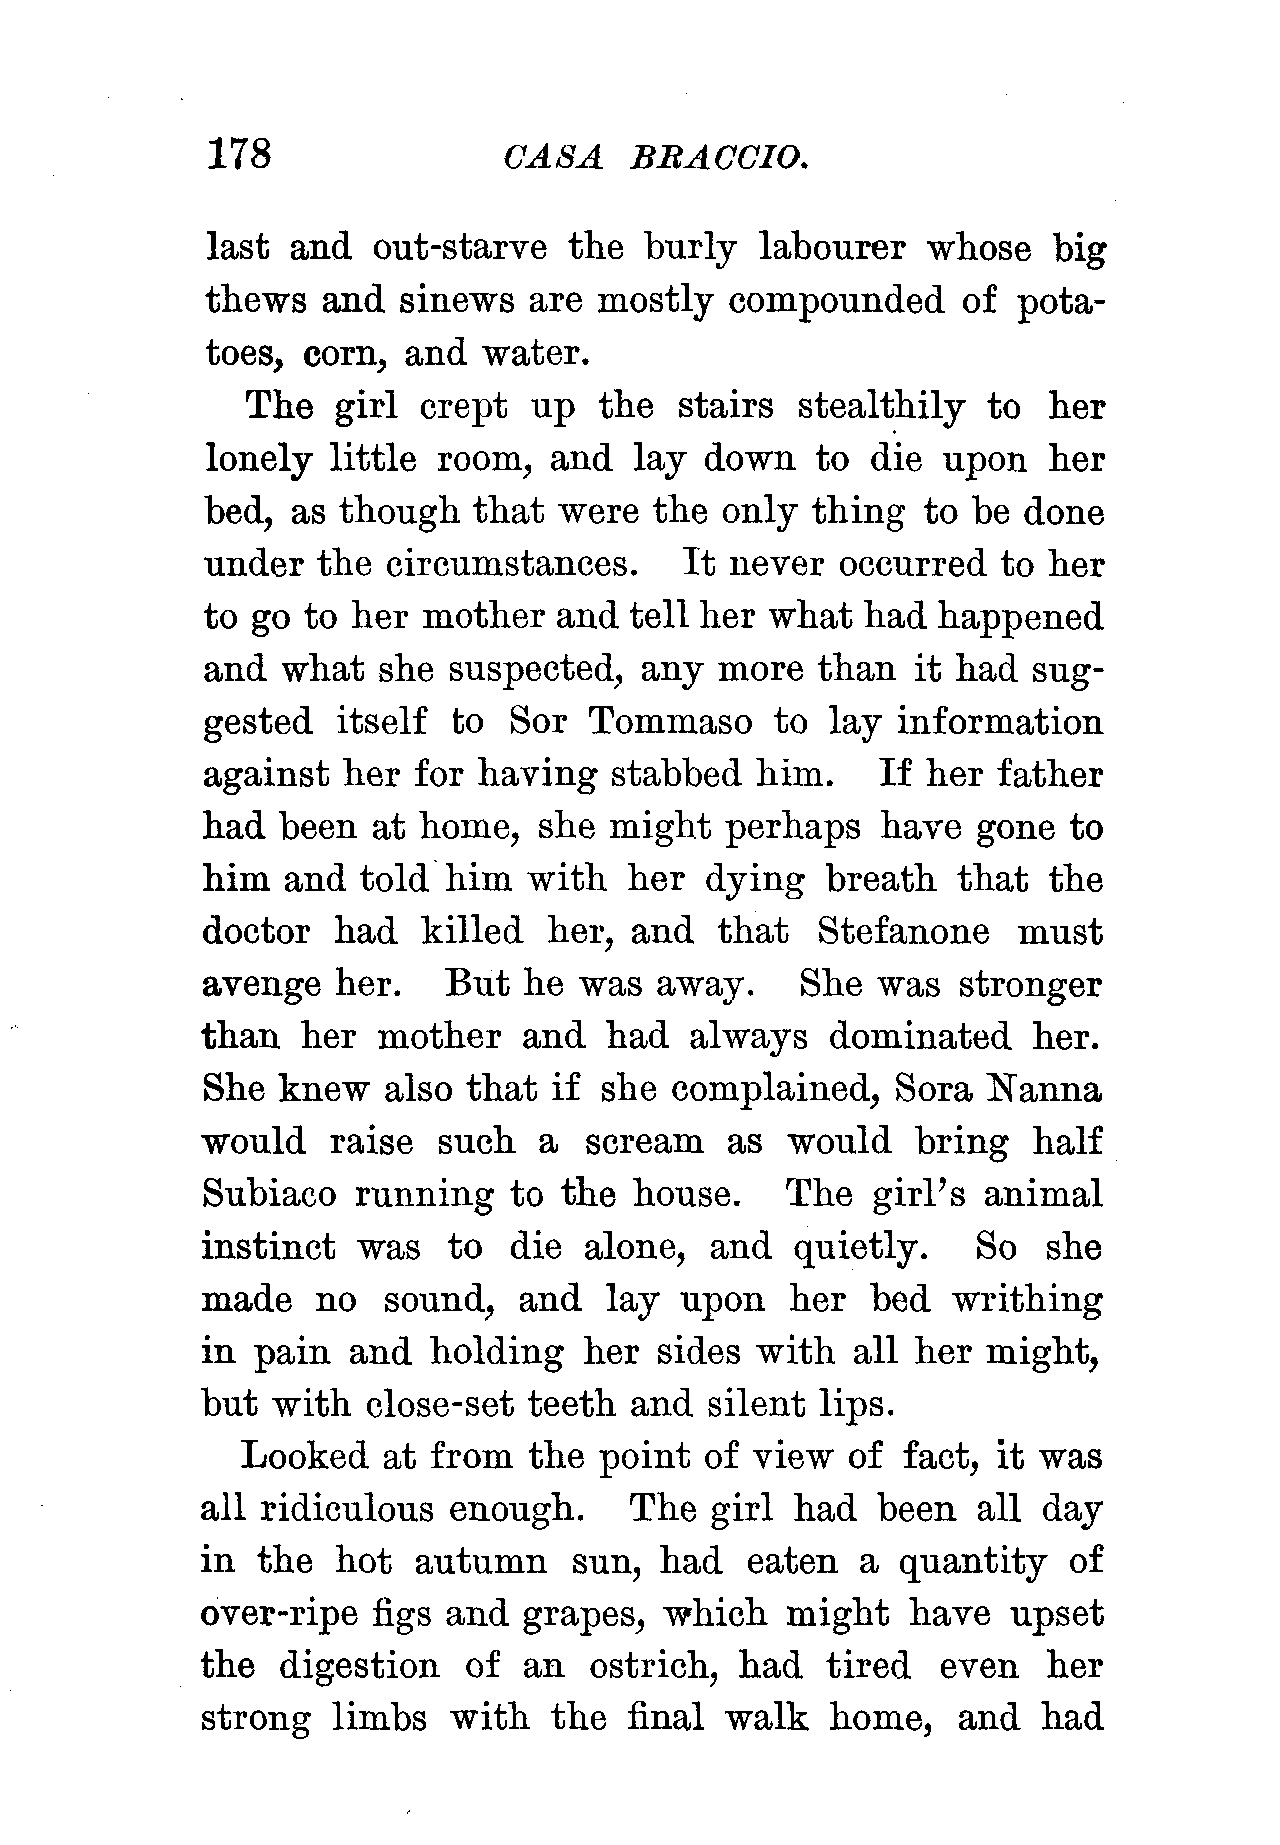 178 CASA BRACCIO.
last and out-starve the burly labourer whose big
thews and sinews are mostly compounded of pota-
toes, corn, and water.
The girl crept up the stairs stealthily to her
lonely little room, and lay down to die upon her
bed, as though that were the only thing to be done
under the circumstances. It never occurred to her
to go to her mother and tell her what had happened
and what she suspected, any more than it had sug-
gested itself to Sor Tommaso to lay information
against her for having stabbed him. If her father
had been at home, she might perhaps have gone to
him and told him with her dying breath that the
doctor had killed her, and that Stefanone must
avenge her. But he was away. She was stronger
than her mother and had always dominated her.
She knew also that if she complained, Sora Nanna
would raise such a scream as would bring half
Subiaco running to the house. The girl's animal
instinct was to die alone, and quietly. So she
made no sound, and lay upon her bed writhing
in pain and holding her sides with all her might,
but with close-set teeth and silent lips.
Looked at from the point of view of fact, it was
all ridiculous enough. The girl had been all day
in the hot autumn sun, had eaten a quantity of
over-ripe figs and grapes, which might have upset
the digestion of an ostrich, had tired even her
strong limbs with the final walk home, and had